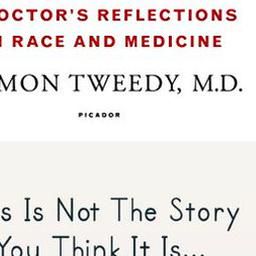 OCTOR'S REFLECTIONS
RACE AND MEDICINE
MON TWEEDY, M.D.
PICADOR
s Is Not The Story
You Think It Is...